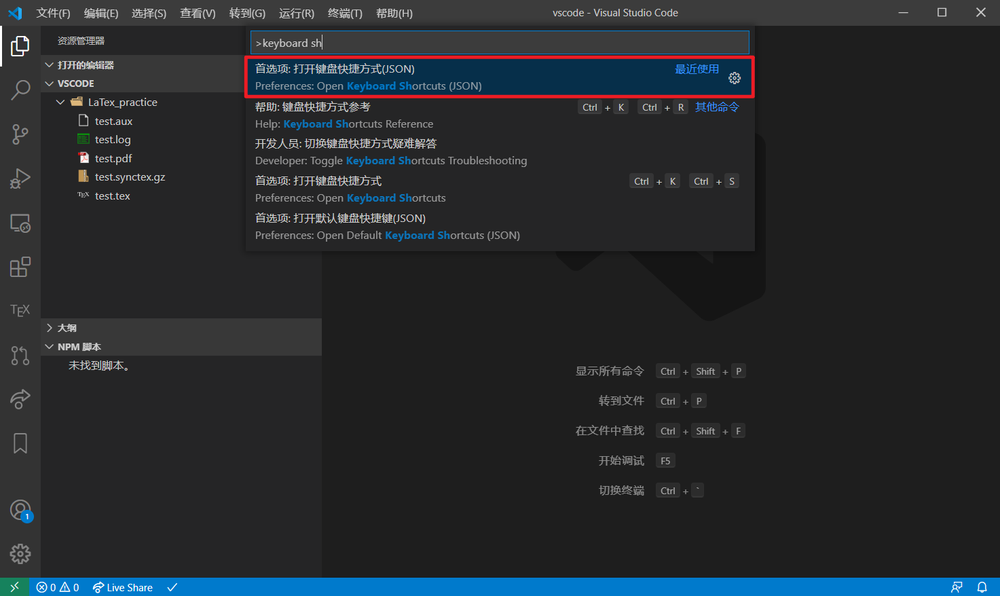 文件(F) 编辑(E) 选择(S) 查看(V) 转到(G) 运行(R) 终端(T) 帮助(H) vscode - Visual Studio Code
资源管理器
打开的编辑器
VSCODE
LaTex_practice
test.aux
test.log
test.pdf
test.synctex.gz
TEX test.tex
大纲
NPM 脚本
未找到脚本。
TEX
1
>keyboard sh
首选项: 打开键盘快捷方式(JSON) 最近使用
Preferences: Open Keyboard Shortcuts (JSON)
帮助: 键盘快捷方式参考 Ctrl + K Ctrl + R 其他命令
Help: Keyboard Shortcuts Reference
开发人员: 切换键盘快捷方式疑难解答
Developer: Toggle Keyboard Shortcuts Troubleshooting
首选项: 打开键盘快捷方式 Ctrl + K Ctrl + S
Preferences: Open Keyboard Shortcuts
首选项: 打开默认键盘快捷键(JSON)
Preferences: Open Default Keyboard Shortcuts (JSON)
显示所有命令 Ctrl + Shift + P
转到文件 Ctrl + P
在文件中查找 Ctrl + Shift + F
开始调试 F5
切换终端 Ctrl + `
0 0 Live Share